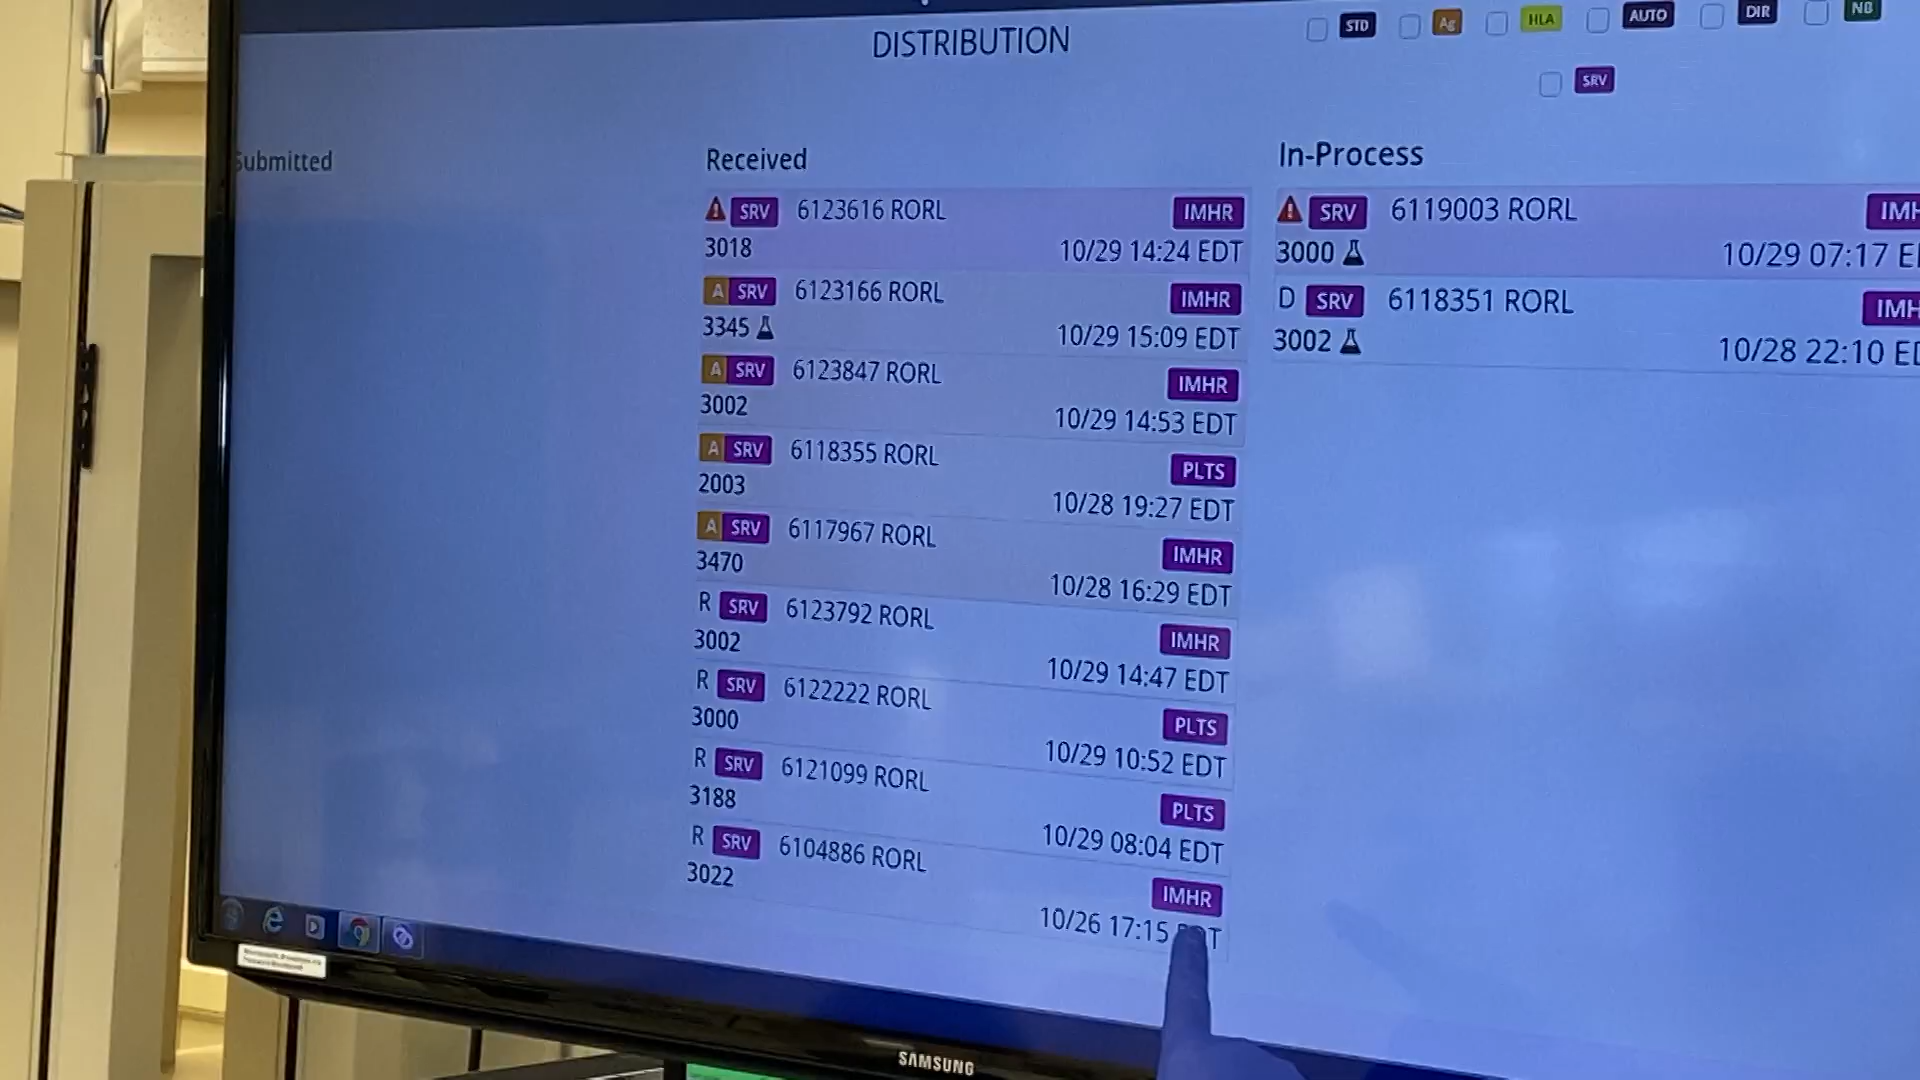 DISTRIBUTION
STD Ag HLA AUTO DIR NB
SRV
Submitted
Received
SRV 6123616 RORL IMHR
3018 10/29 14:24 EDT
A SRV 6123166 RORL IMHR
3345 10/29 15:09 EDT
A SRV 6123847 RORL IMHR
3002 10/29 14:53 EDT
A SRV 6118355 RORL PLTS
2003 10/28 19:27 EDT
A SRV 6117967 RORL IMHR
3470 10/28 16:29 EDT
R SRV 6123792 RORL IMHR
3002 10/29 14:47 EDT
R SRV 6122222 RORL PLTS
3000 10/29 10:52 EDT
R SRV 6121099 RORL PLTS
3188 10/29 08:04 EDT
R SRV 6104886 RORL IMHR
3022 10/26 17:15 EDT
In-Process
SRV 6119003 RORL IMH
3000 10/29 07:17 E
D SRV 6118351 RORL IMH
3002 10/28 22:10 ED
SAMSUNG